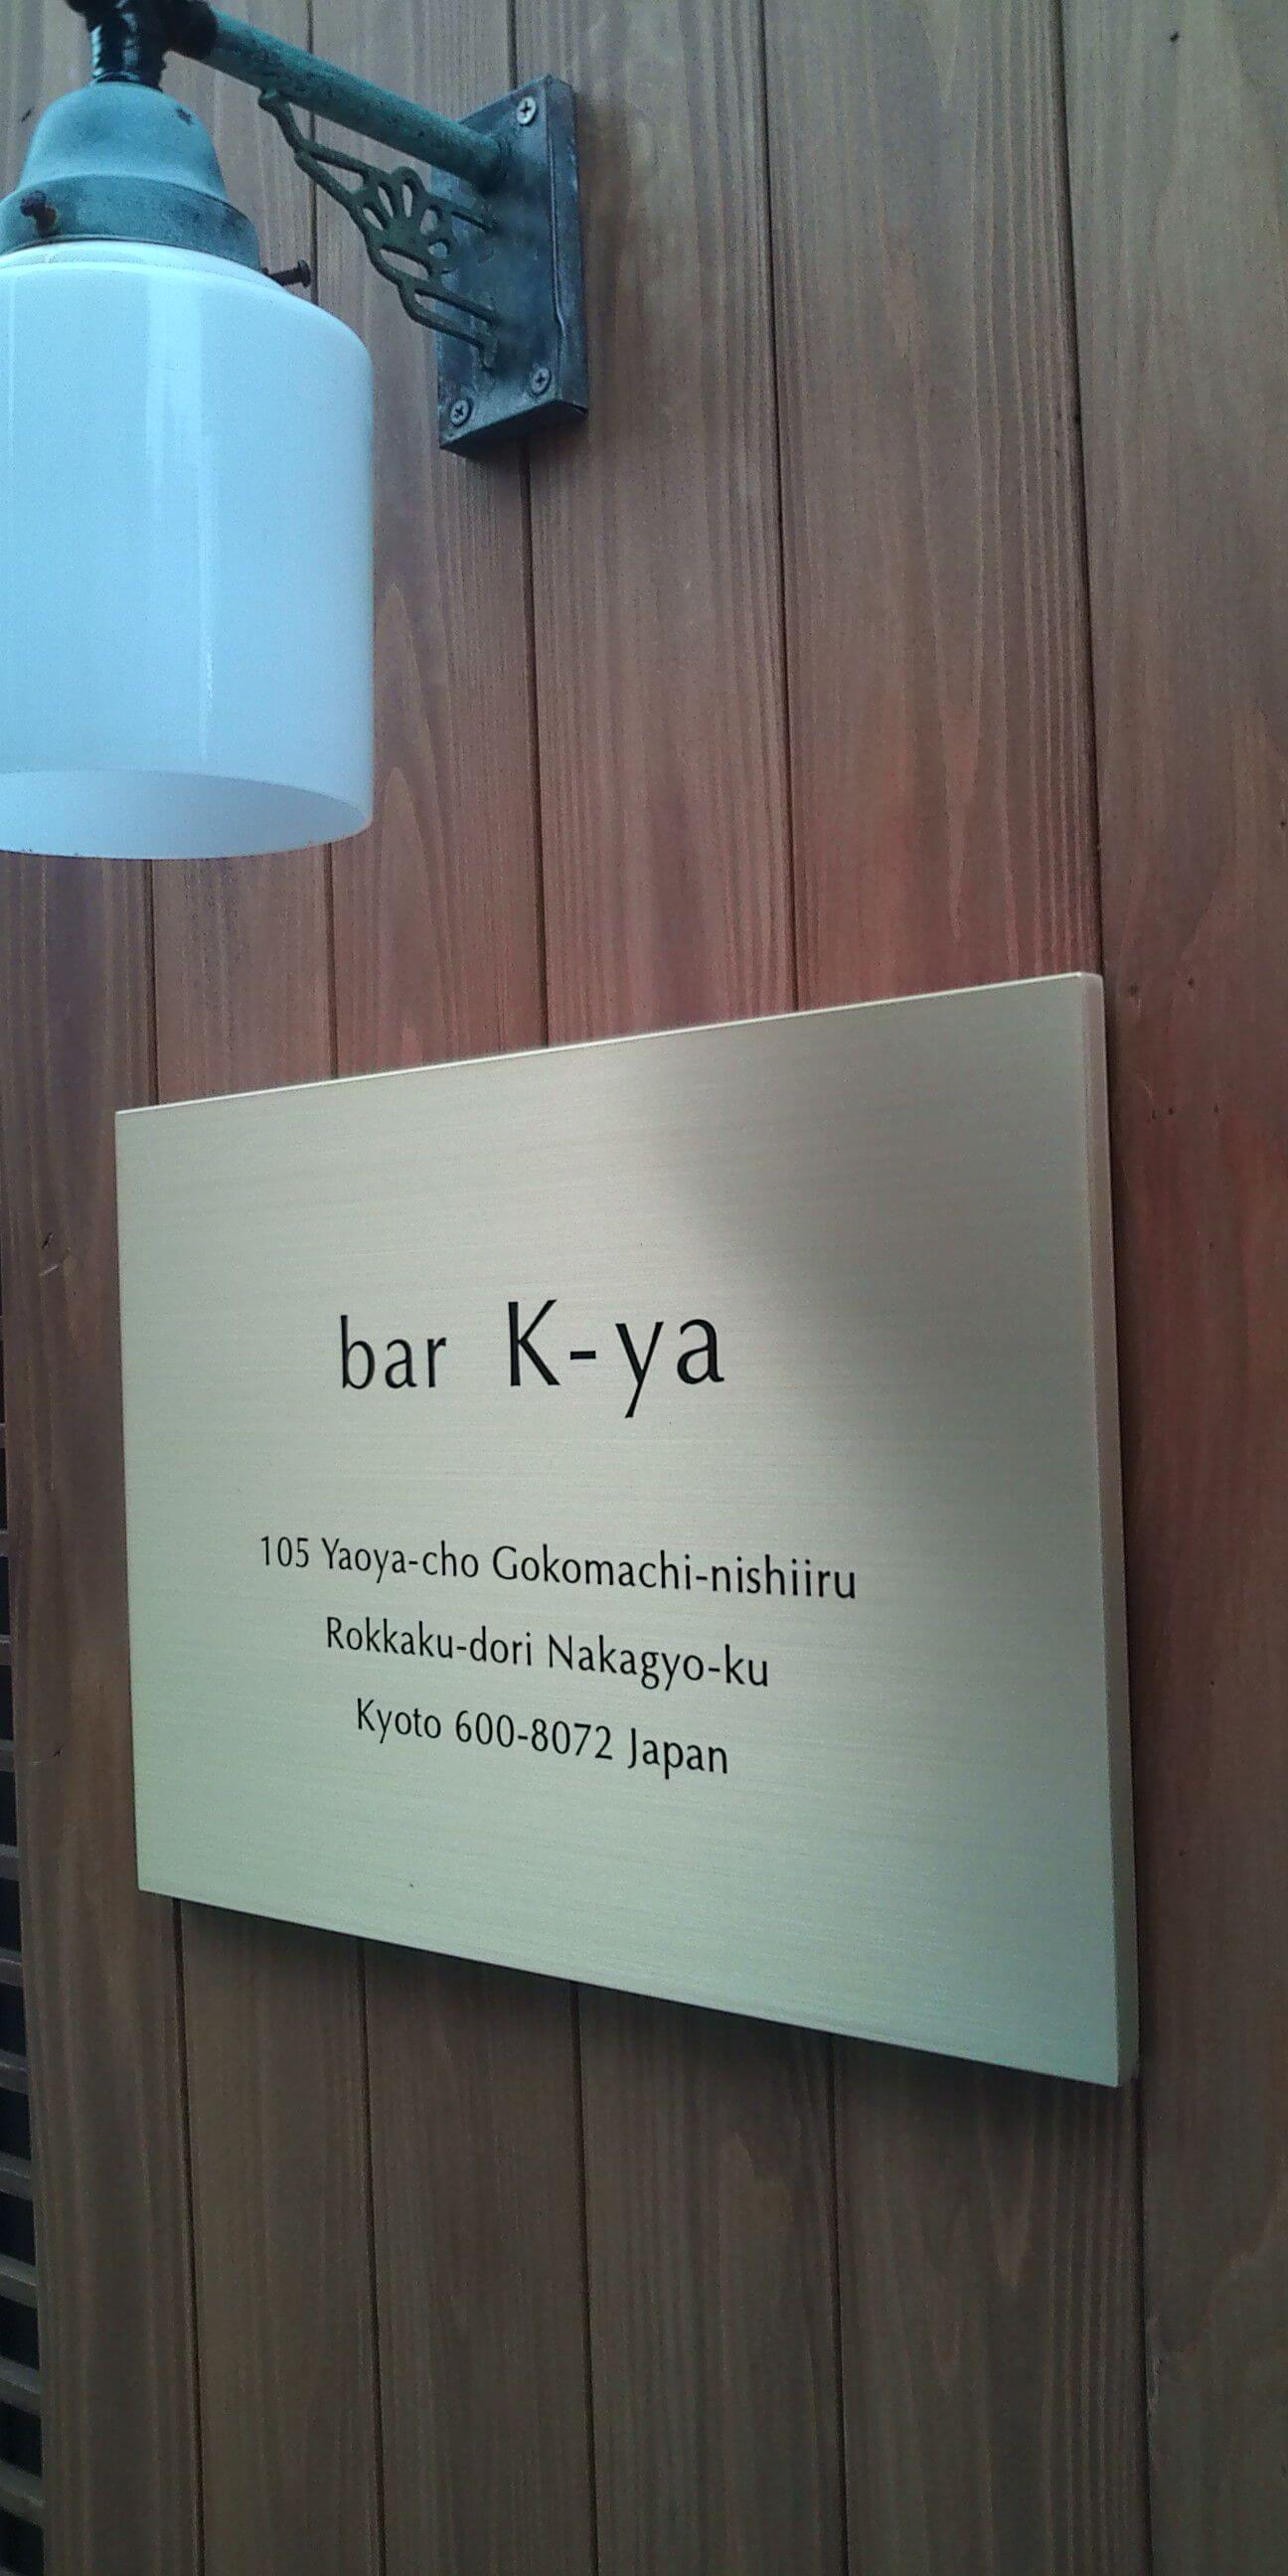 bar K-ya
105 Yaoya-cho Gokomachi-nishiiru
Rokkaku-dori Nakagyo-ku
Kyoto 600-8072 Japan